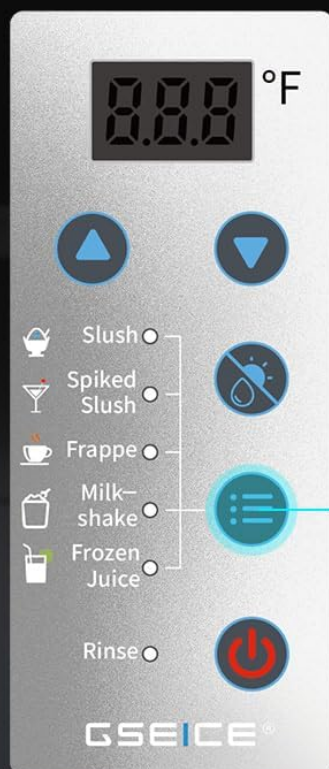 8.8.8
°F
Slush
Spiked
Slush
Frappe
Milk–
shake
Frozen
Juice
Rinse
GSEICE®